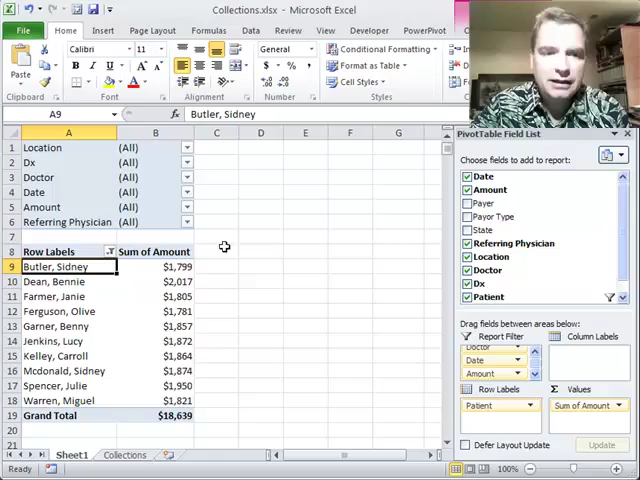 Collections.xlsx - Microsoft Excel
File Home Insert Page Layout Formulas Data Review View Developer PowerPivot
Paste
Calibri 11
General
Conditional Formatting
Format as Table
Cell Styles
Clipboard Font Alignment Number Styles
A9 fx Butler, Sidney
A B C D E F G
1 Location (All)
2 Dx (All)
3 Doctor (All)
4 Date (All)
5 Amount (All)
6 Referring Physician (All)
7
8 Row Labels Sum of Amount
9 Butler, Sidney $1,799
10 Dean, Bennie $2,017
11 Farmer, Janie $1,805
12 Ferguson, Olive $1,781
13 Garner, Benny $1,857
14 Jenkins, Lucy $1,872
15 Kelley, Carroll $1,864
16 Mcdonald, Sidney $1,874
17 Spencer, Julie $1,950
18 Warren, Miguel $1,821
19 Grand Total $18,639
20
21
PivotTable Field List
Choose fields to add to report:
Date
Amount
Payer
Payor Type
State
Referring Physician
Location
Doctor
Dx
Patient
Drag fields between areas below:
Report Filter Column Labels
Doctor
Date
Amount
Row Labels Σ Values
Patient Sum of Amount
Defer Layout Update Update
Sheet1 Collections
Ready 100%